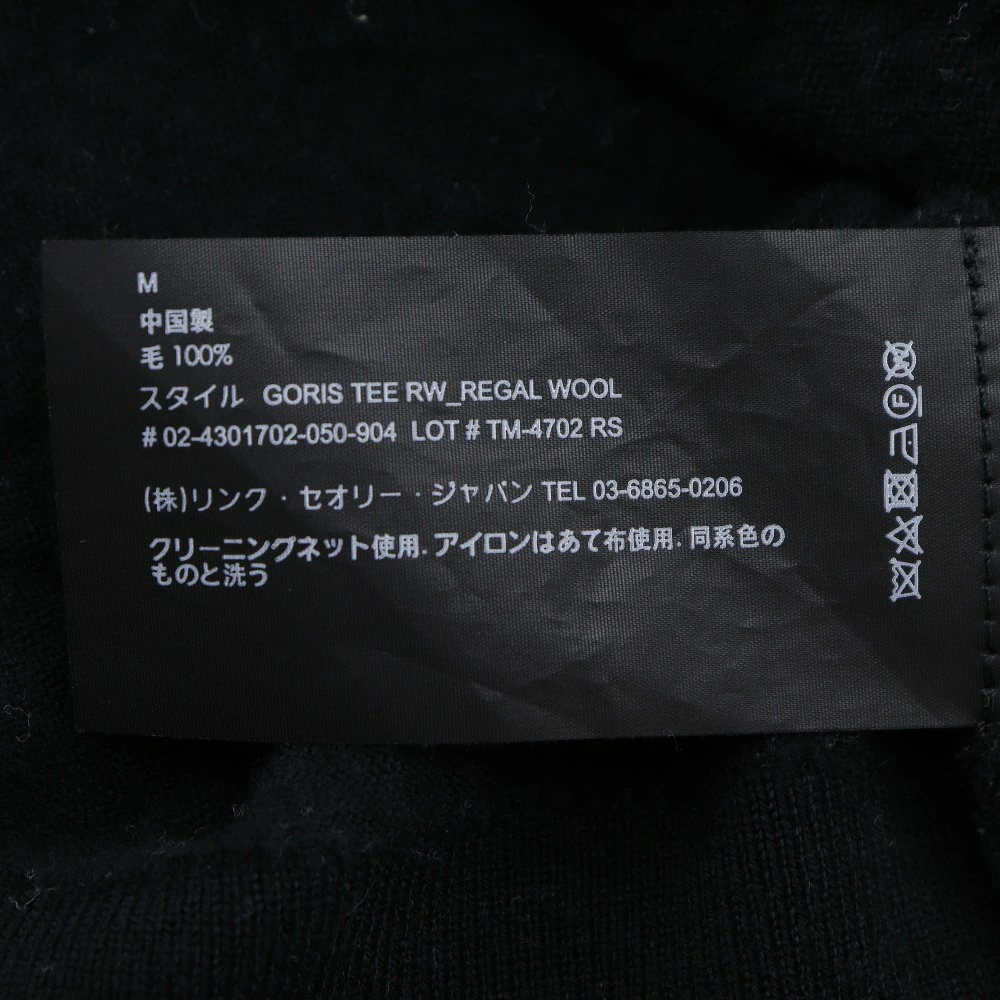 M
中国製
毛 100%
スタイル GORIS TEE RW_REGAL WOOL
# 02-4301702-050-904 LOT # TM-4702 RS
(株)リンク・セオリー・ジャパン TEL 03-6865-0206
クリーニングネット使用. アイロンはあて布使用. 同系色の
ものと洗う
F